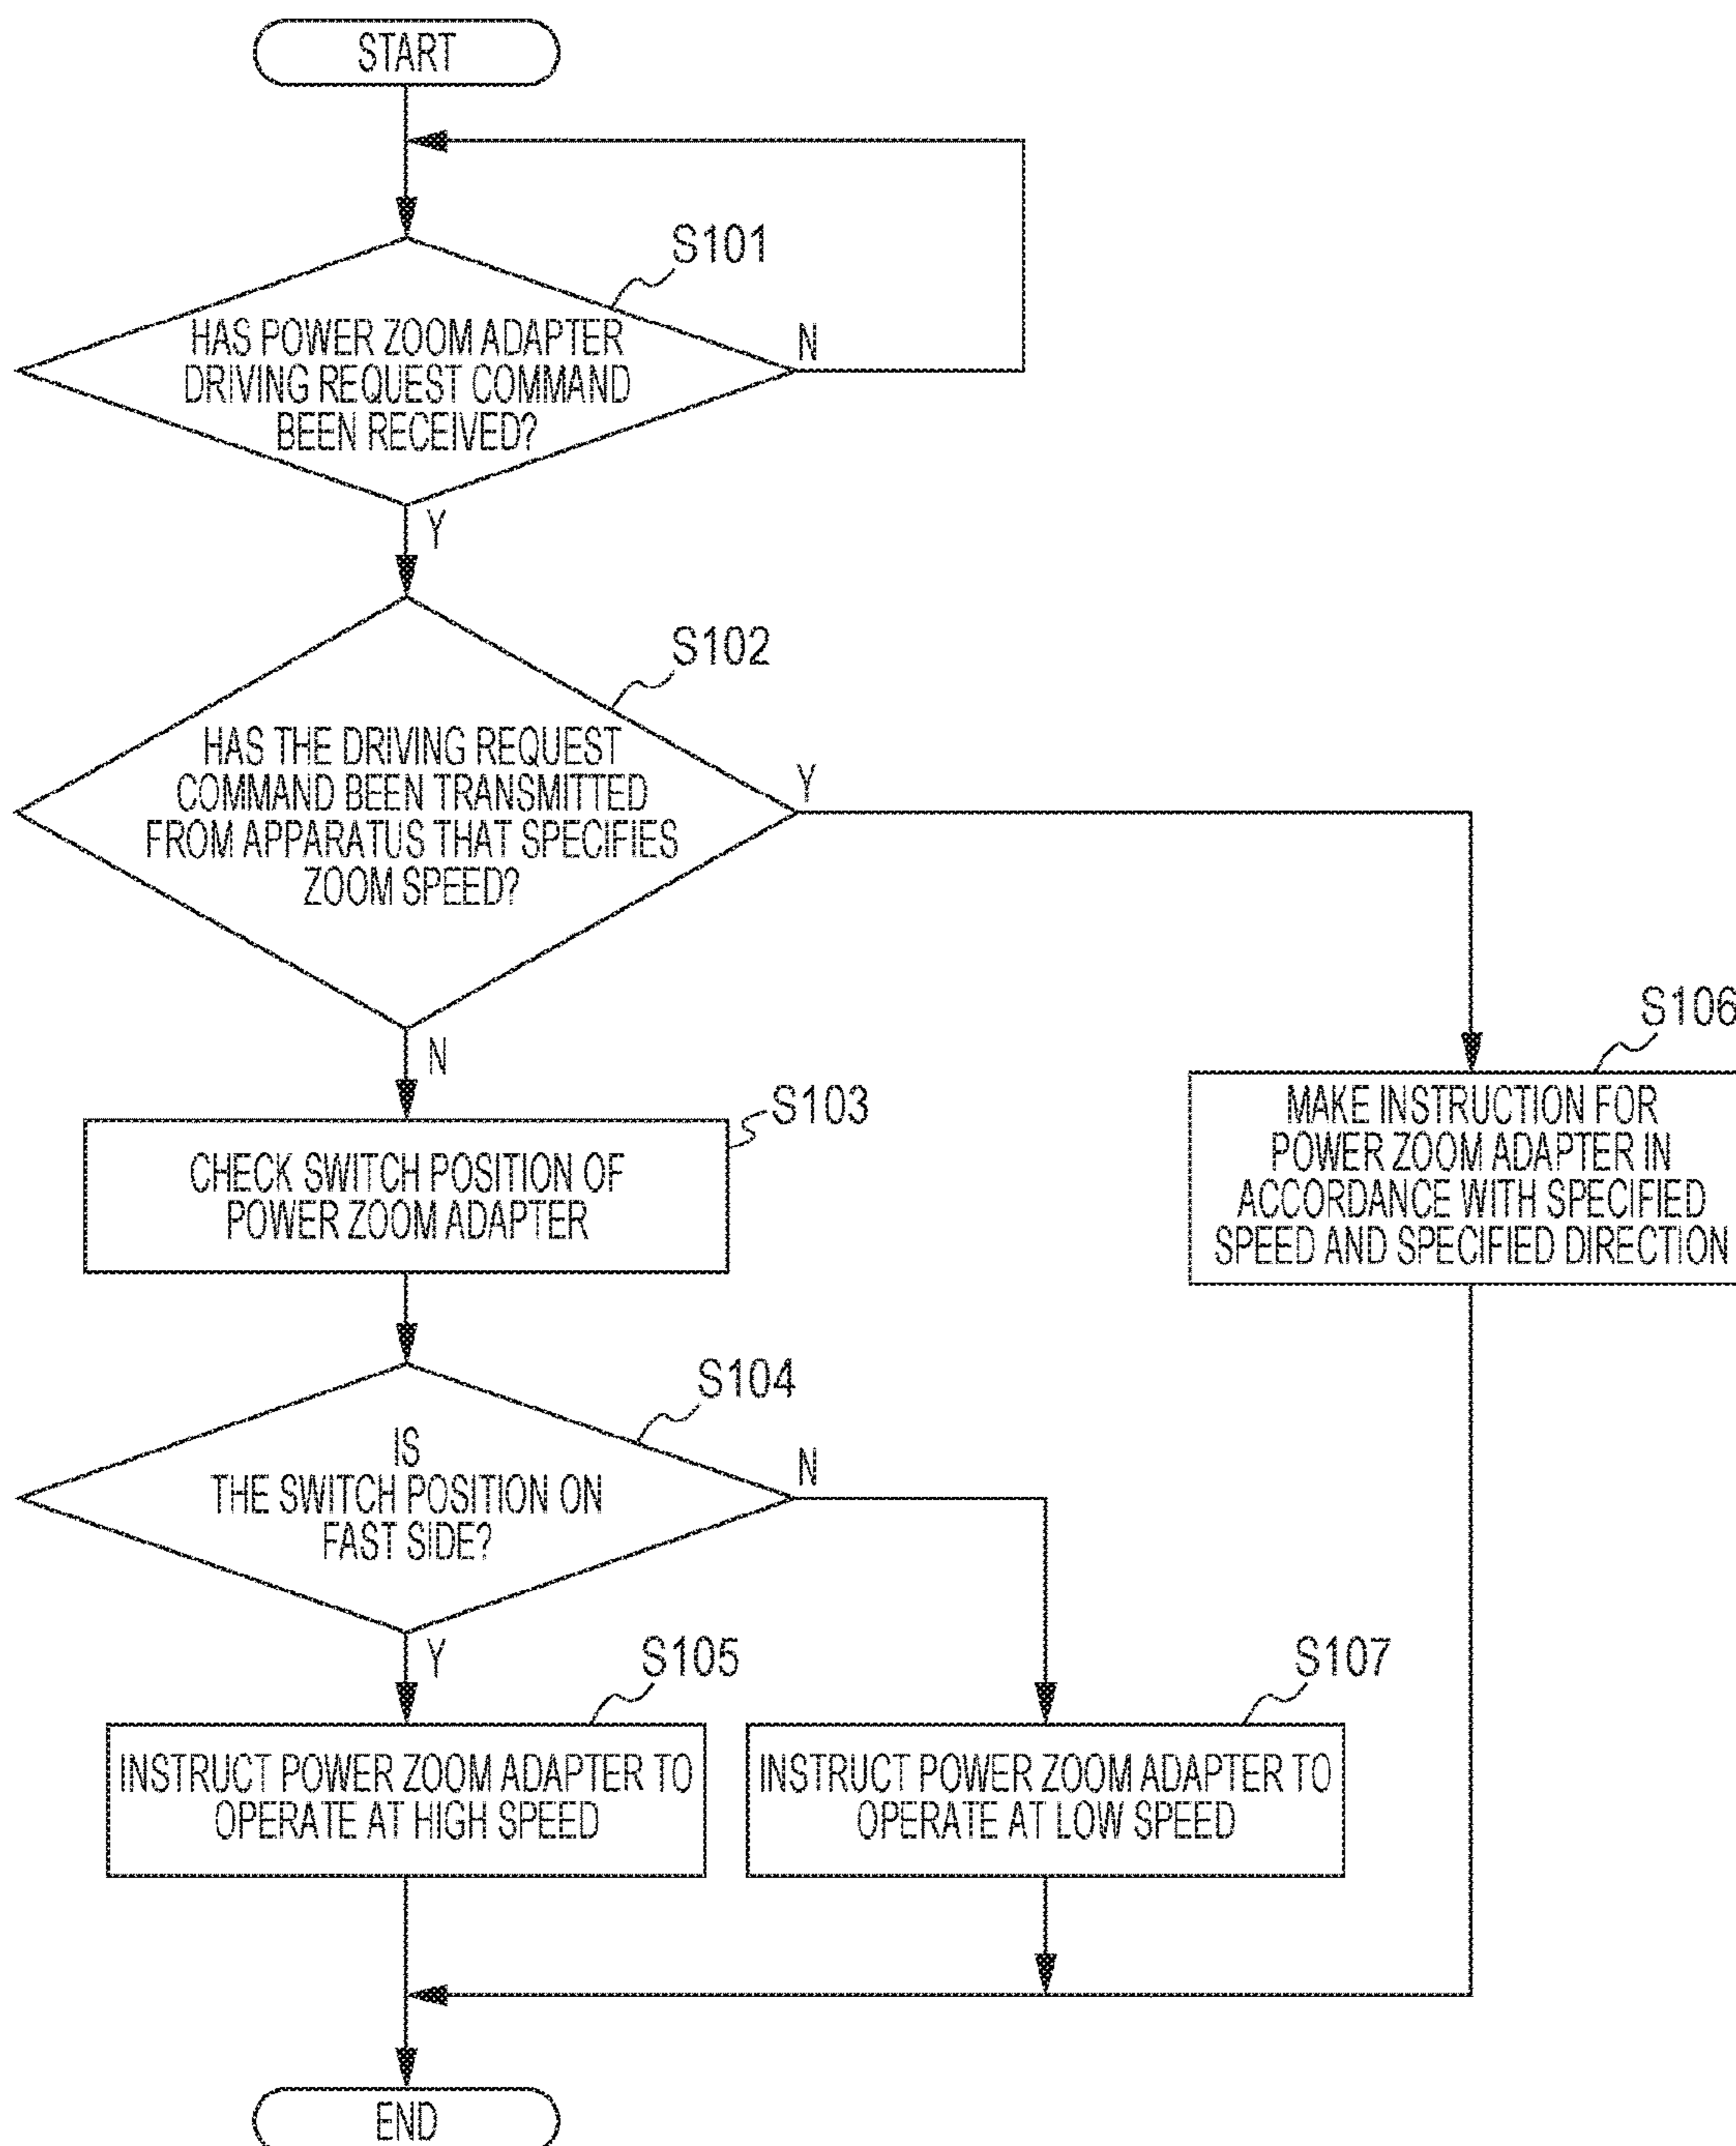 START
S101
HAS POWER ZOOM ADAPTER
DRIVING REQUEST COMMAND
BEEN RECEIVED?
N
Y
S102
HAS THE DRIVING REQUEST
COMMAND BEEN TRANSMITTED
FROM APPARATUS THAT SPECIFIES
ZOOM SPEED?
Y
N
S103
CHECK SWITCH POSITION OF
POWER ZOOM ADAPTER
S106
MAKE INSTRUCTION FOR
POWER ZOOM ADAPTER IN
ACCORDANCE WITH SPECIFIED
SPEED AND SPECIFIED DIRECTION
S104
IS
THE SWITCH POSITION ON
FAST SIDE?
N
Y
S105
INSTRUCT POWER ZOOM ADAPTER TO
OPERATE AT HIGH SPEED
S107
INSTRUCT POWER ZOOM ADAPTER TO
OPERATE AT LOW SPEED
END